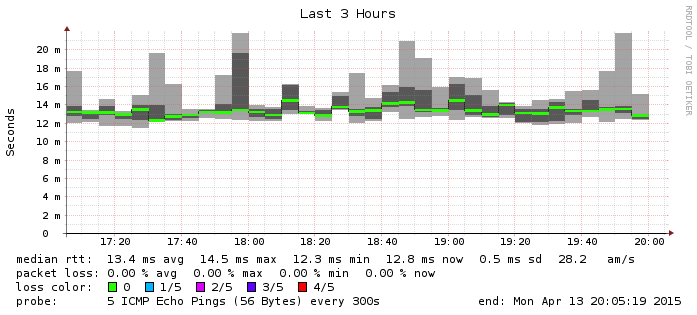 Last 3 Hours
RRDTOOL / TOBI OETIKER
Seconds
20 m
18 m
16 m
14 m
12 m
10 m
8 m
6 m
4 m
2 m
0
17:20 17:40 18:00 18:20 18:40 19:00 19:20 19:40 20:00
median rtt: 13.4 ms avg 14.5 ms max 12.3 ms min 12.8 ms now 0.5 ms sd 28.2 am/s
packet loss: 0.00 % avg 0.00 % max 0.00 % min 0.00 % now
loss color: 0 1/5 2/5 3/5 4/5
probe: 5 ICMP Echo Pings (56 Bytes) every 300s end: Mon Apr 13 20:05:19 2015